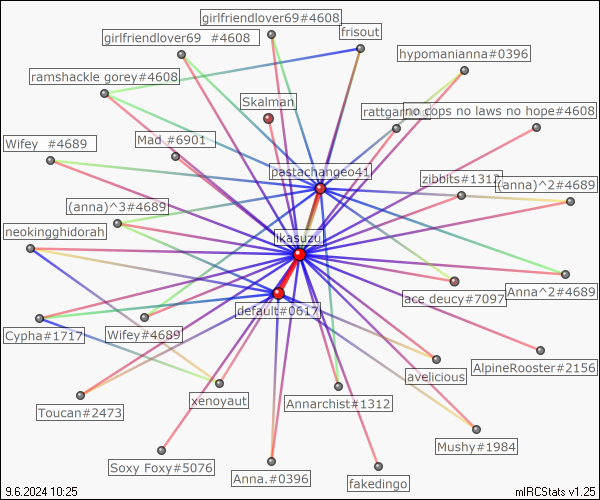 girlfriendlover69#4608
girlfriendlover69 #4608
frisout
hypomanianna#0396
ramshackle gorey#4608
Skalman
no cops no laws no hope#4608
Wifey #4689
Mad #6901
pastachangeo41
zibbits#1312
(anna)^2#4689
(anna)^3#4689
neokingghidorah
ikasuzu
Anna^2#4689
ace deucy#7097
default#0617
Cypha#1717
Wifey#4689
AlpineRooster#2156
avelicious
xenoyaut
Annarchist#1312
Toucan#2473
Mushy#1984
Soxy Foxy#5076
Anna.#0396
fakedingo
9.6.2024 10:25
mIRCStats v1.25